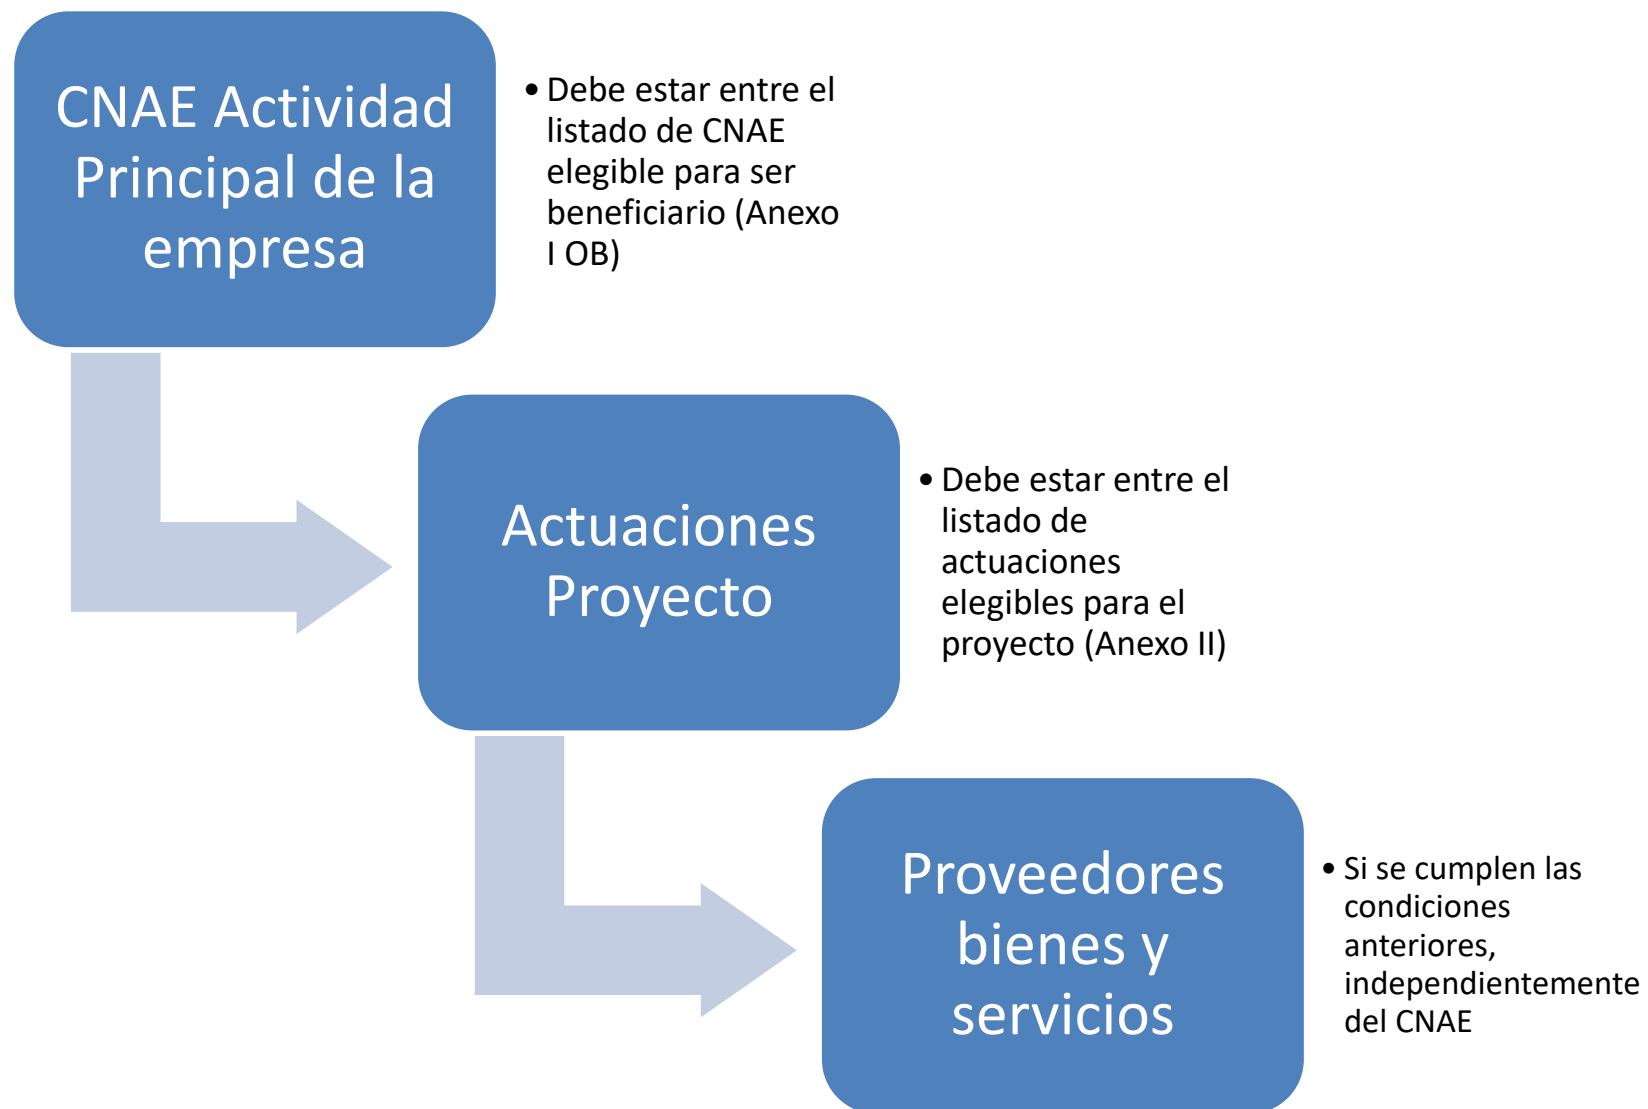 CNAE Actividad
Principal de la
empresa
• Debe estar entre el
listado de CNAE
elegible para ser
beneficiario (Anexo
I OB)
Actuaciones
Proyecto
• Debe estar entre el
listado de
actuaciones
elegibles para el
proyecto (Anexo II)
Proveedores
bienes y
servicios
• Si se cumplen las
condiciones
anteriores,
independientemente
del CNAE